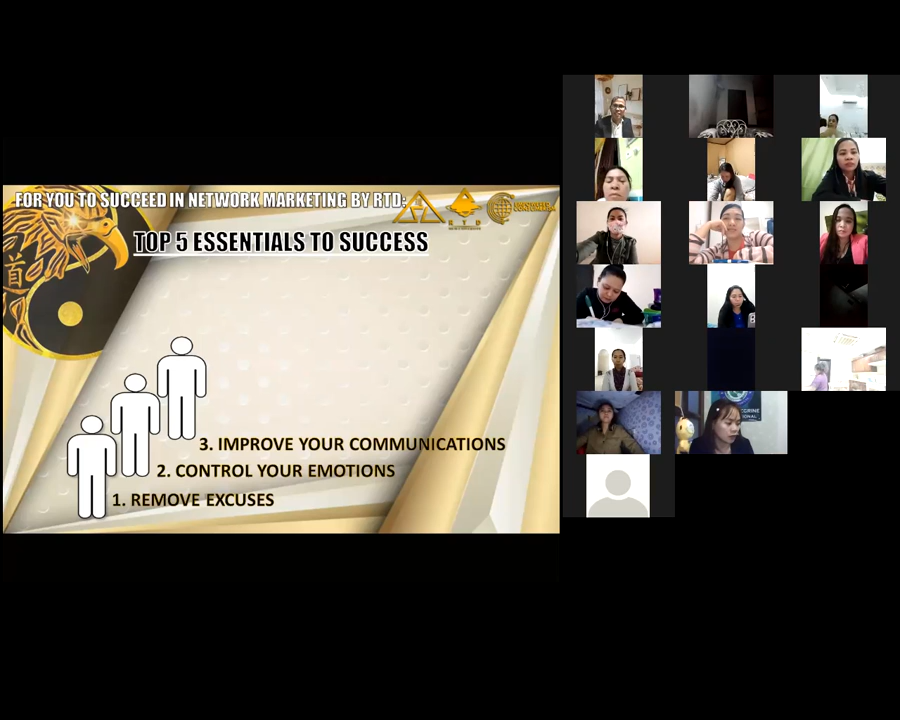 FOR YOU TO SUCCEED IN NETWORK MARKETING BY RTD:
R T D
TOP 5 ESSENTIALS TO SUCCESS
首
3. IMPROVE YOUR COMMUNICATIONS
2. CONTROL YOUR EMOTIONS
1. REMOVE EXCUSES